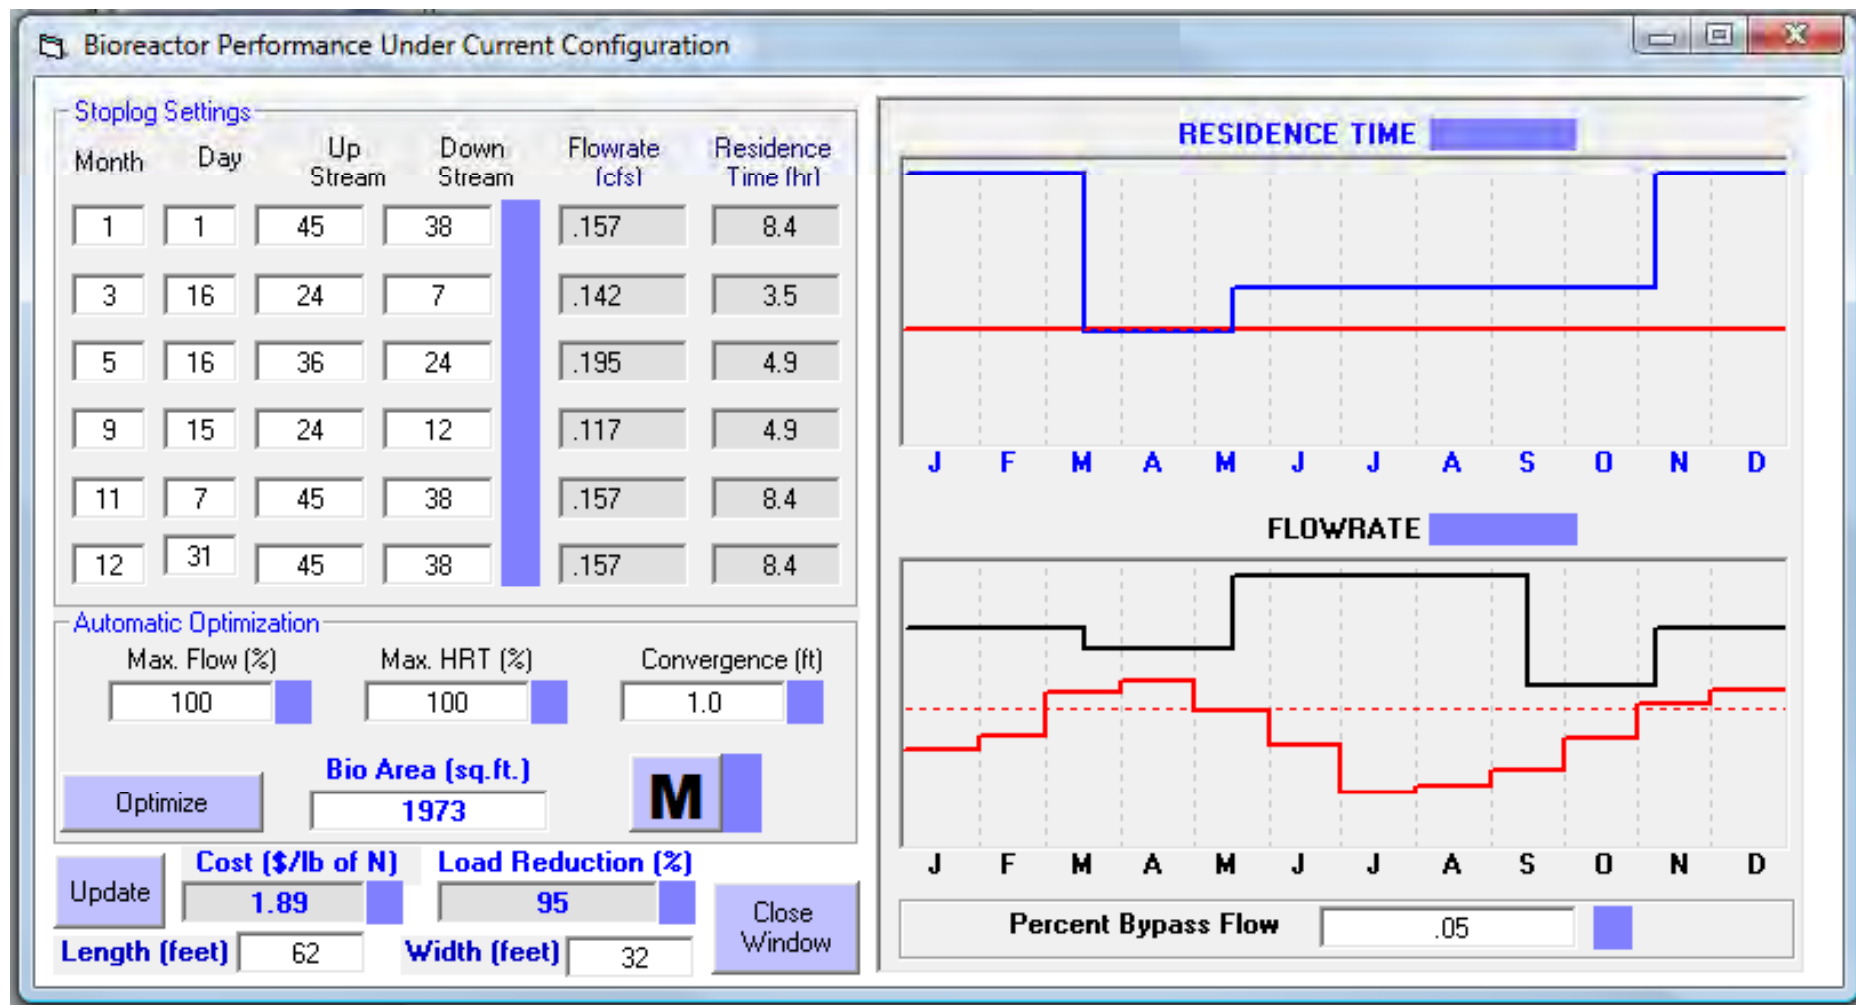 Bioreactor Performance Under Current Configuration
Stoplog Settings
Month Day Up Stream Down Stream Flowrate (cfs) Residence Time (hr)
1 1 45 38 .157 8.4
3 16 24 7 .142 3.5
5 16 36 24 .195 4.9
9 15 24 12 .117 4.9
11 7 45 38 .157 8.4
12 31 45 38 .157 8.4
Automatic Optimization
Max. Flow (%) Max. HRT (%) Convergence (ft)
100 100 1.0
Optimize
Bio Area (sq.ft.)
1973
M
Update
Cost ($/lb of N) Load Reduction (%)
1.89 95
Length (feet) 62 Width (feet) 32
Close
Window
RESIDENCE TIME
J F M A M J J A S O N D
FLOWRATE
J F M A M J J A S O N D
Percent Bypass Flow .05